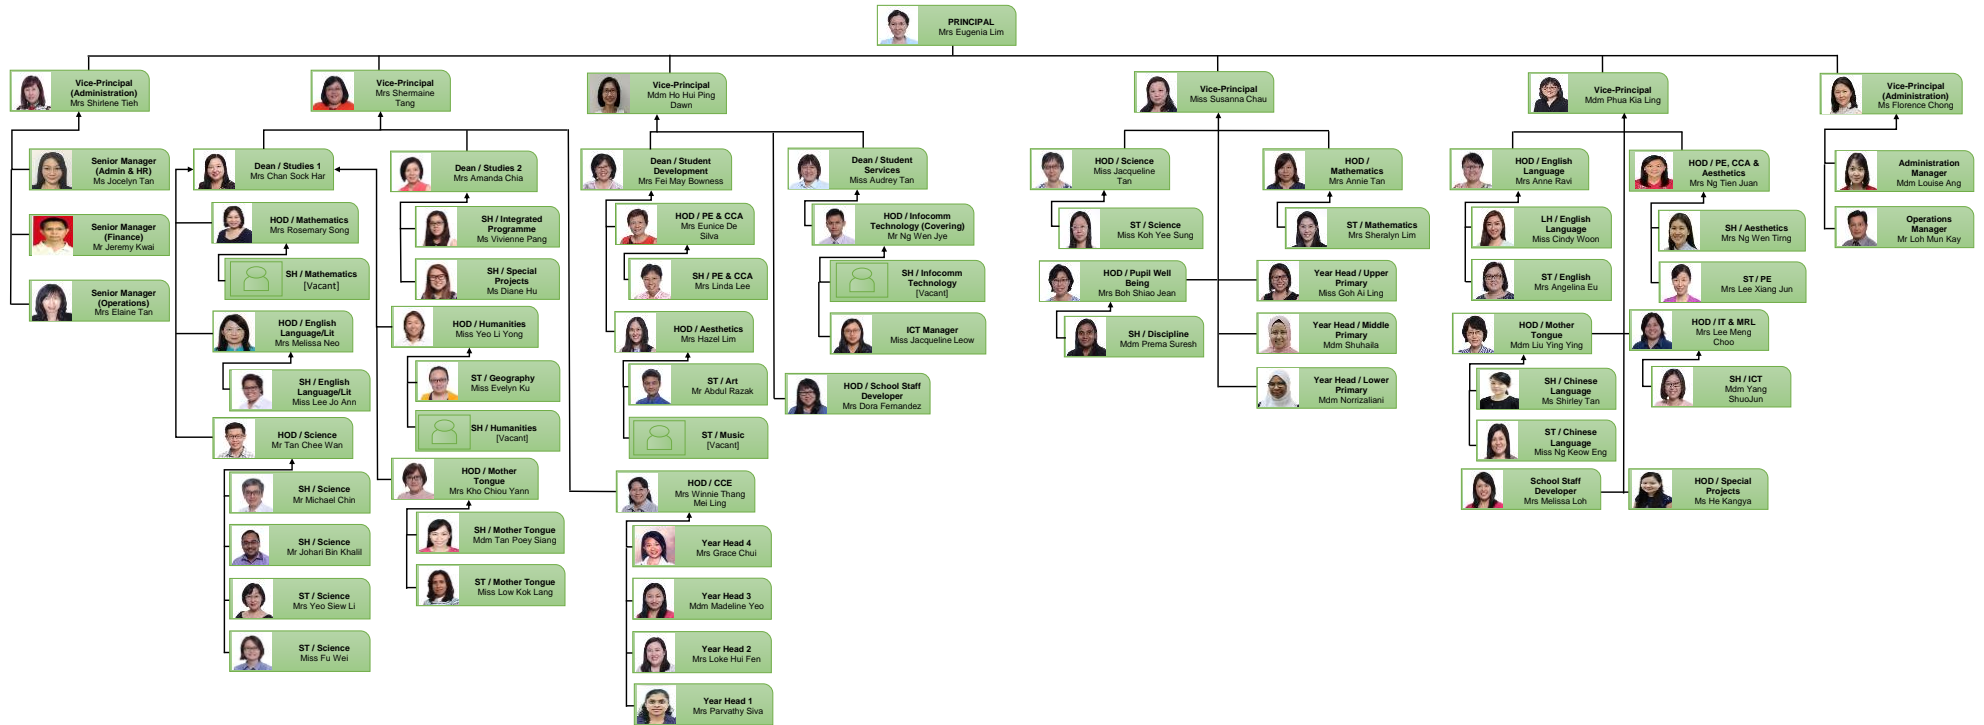 PRINCIPAL
Mrs Eugenia Lim
Vice-Principal
(Administration)
Mrs Shirlene Tieh
Vice-Principal
Mrs Shermaine
Tang
Vice-Principal
Mdm Ho Hui Ping
Dawn
Vice-Principal
Miss Susanna Chau
Vice-Principal
Mdm Phua Kia Ling
Vice-Principal
(Administration)
Ms Florence Chong
Senior Manager
(Admin & HR)
Ms Jocelyn Tan
Senior Manager
(Finance)
Mr Jeremy Kwai
Senior Manager
(Operations)
Mrs Elaine Tan
Dean / Studies 1
Mrs Chan Sock Har
HOD / Mathematics
Mrs Rosemary Song
SH / Mathematics
[Vacant]
HOD / English
Language/Lit
Mrs Melissa Neo
SH / English
Language/Lit
Miss Lee Jo Ann
HOD / Science
Mr Tan Chee Wan
SH / Science
Mr Michael Chin
SH / Science
Mr Johari Bin Khalil
ST / Science
Mrs Yeo Siew Li
ST / Science
Miss Fu Wei
Dean / Studies 2
Mrs Amanda Chia
SH / Integrated
Programme
Ms Vivienne Pang
SH / Special
Projects
Ms Diane Hu
HOD / Humanities
Miss Yeo Li Yong
ST / Geography
Miss Evelyn Ku
SH / Humanities
[Vacant]
HOD / Mother
Tongue
Mrs Kho Chiou Yann
SH / Mother Tongue
Mdm Tan Poey Siang
ST / Mother Tongue
Miss Low Kok Lang
Dean / Student
Development
Mrs Fei May Bowness
HOD / PE & CCA
Mrs Eunice De
Silva
SH / PE & CCA
Mrs Linda Lee
HOD / Aesthetics
Mrs Hazel Lim
ST / Art
Mr Abdul Razak
ST / Music
[Vacant]
HOD / CCE
Mrs Winnie Thang
Mei Ling
Year Head 4
Mrs Grace Chui
Year Head 3
Mdm Madeline Yeo
Year Head 2
Mrs Loke Hui Fen
Year Head 1
Mrs Parvathy Siva
Dean / Student
Services
Miss Audrey Tan
HOD / Infocomm
Technology (Covering)
Mr Ng Wen Jye
SH / Infocomm
Technology
[Vacant]
ICT Manager
Miss Jacqueline Leow
HOD / School Staff
Developer
Mrs Dora Fernandez
HOD / Science
Miss Jacqueline
Tan
ST / Science
Miss Koh Yee Sung
HOD / Pupil Well
Being
Mrs Boh Shiao Jean
SH / Discipline
Mdm Prema Suresh
HOD /
Mathematics
Mrs Annie Tan
ST / Mathematics
Mrs Sheralyn Lim
Year Head / Upper
Primary
Miss Goh Ai Ling
Year Head / Middle
Primary
Mdm Shuhaila
Year Head / Lower
Primary
Mdm Norrizaliani
HOD / English
Language
Mrs Anne Ravi
LH / English
Language
Miss Cindy Woon
ST / English
Mrs Angelina Eu
HOD / Mother
Tongue
Mdm Liu Ying Ying
SH / Chinese
Language
Ms Shirley Tan
ST / Chinese
Language
Miss Ng Keow Eng
School Staff
Developer
Mrs Melissa Loh
HOD / PE, CCA &
Aesthetics
Mrs Ng Tien Juan
SH / Aesthetics
Mrs Ng Wen Tirng
ST / PE
Mrs Lee Xiang Jun
HOD / IT & MRL
Mrs Lee Meng
Choo
SH / ICT
Mdm Yang
ShuoJun
HOD / Special
Projects
Ms He Kangya
Administration
Manager
Mdm Louise Ang
Operations
Manager
Mr Loh Mun Kay